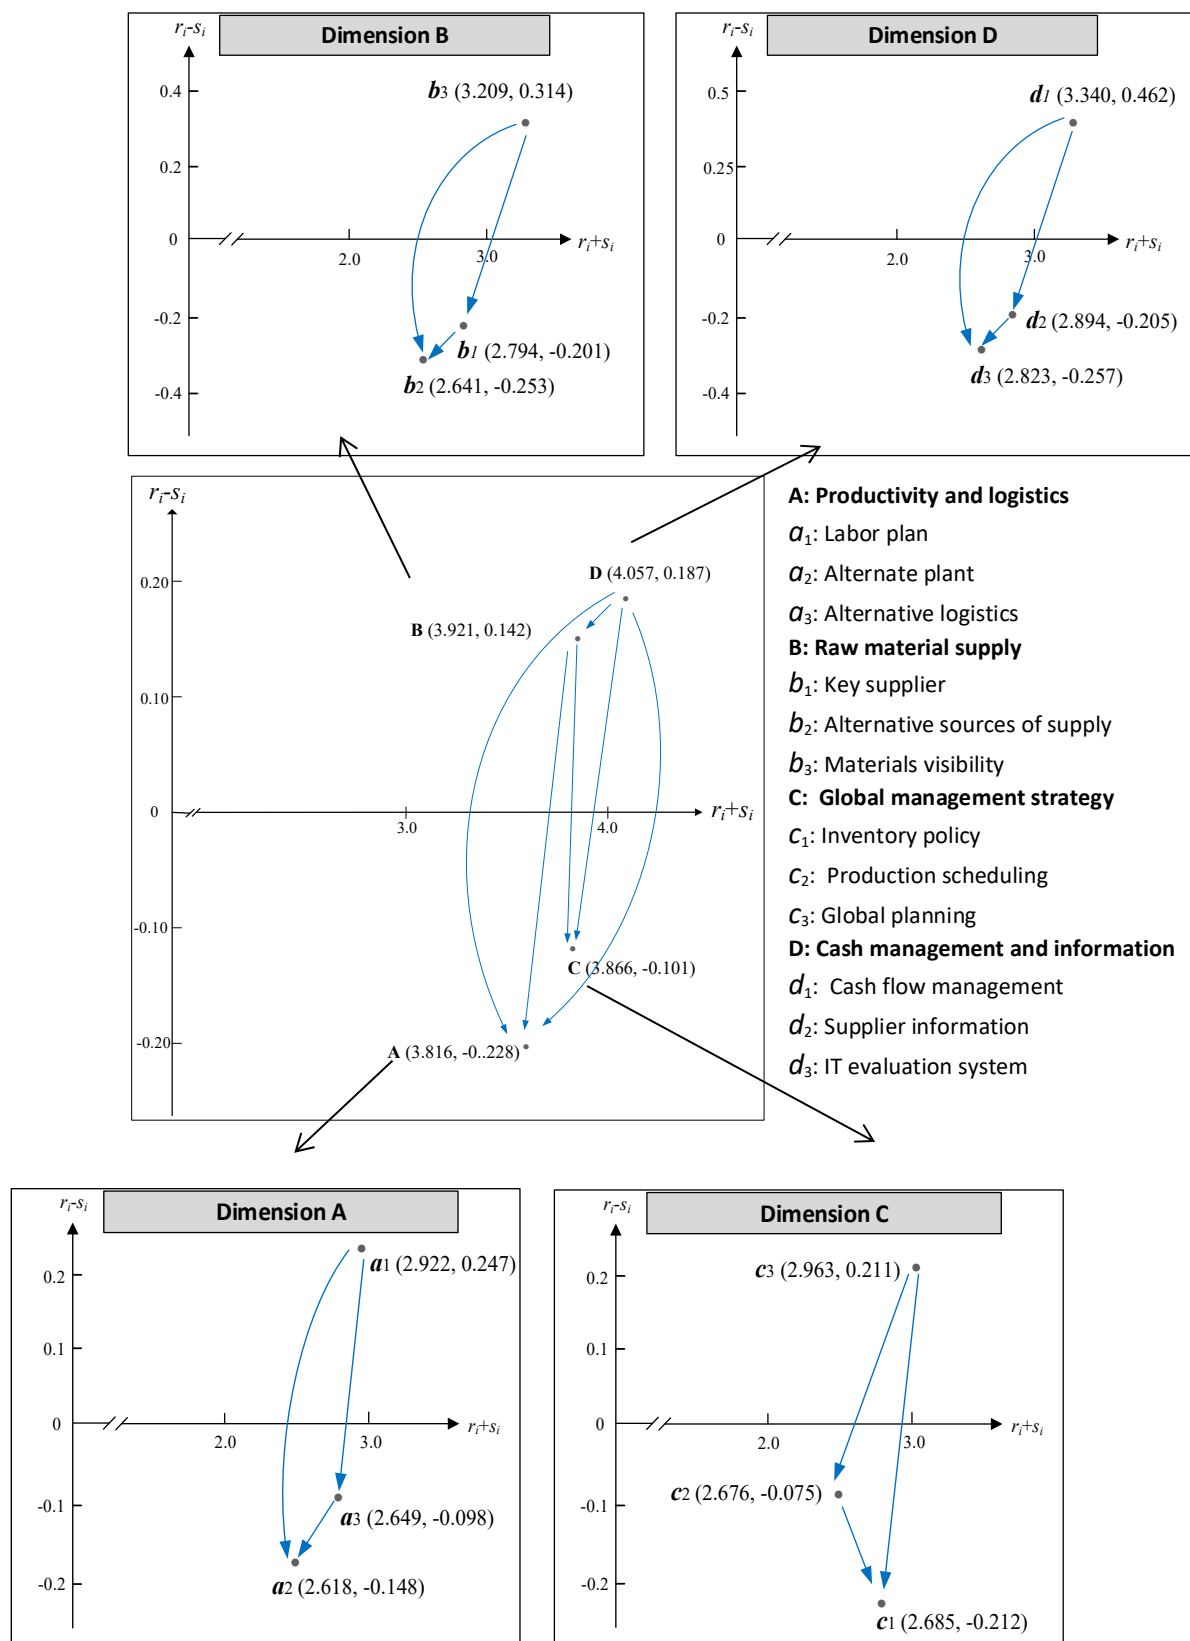 Dimension B
ri-si
0.4
0.2
0
-0.2
-0.4
2.0
3.0
ri+si
b3 (3.209, 0.314)
b1 (2.794, -0.201)
b2 (2.641, -0.253)
Dimension D
ri-si
0.5
0.25
0
-0.2
-0.4
2.0
3.0
ri+si
d1 (3.340, 0.462)
d2 (2.894, -0.205)
d3 (2.823, -0.257)
ri-si
0.20
0.10
0
-0.10
-0.20
3.0
4.0
ri+si
D (4.057, 0.187)
B (3.921, 0.142)
C (3.866, -0.101)
A (3.816, -0..228)
A: Productivity and logistics
a1: Labor plan
a2: Alternate plant
a3: Alternative logistics
B: Raw material supply
b1: Key supplier
b2: Alternative sources of supply
b3: Materials visibility
C: Global management strategy
c1: Inventory policy
c2: Production scheduling
c3: Global planning
D: Cash management and information
d1: Cash flow management
d2: Supplier information
d3: IT evaluation system
Dimension A
ri-si
0.2
0.1
0
-0.1
-0.2
2.0
3.0
ri+si
a1 (2.922, 0.247)
a3 (2.649, -0.098)
a2 (2.618, -0.148)
Dimension C
ri-si
0.2
0.1
0
-0.1
-0.2
2.0
3.0
ri+si
c3 (2.963, 0.211)
c2 (2.676, -0.075)
c1 (2.685, -0.212)